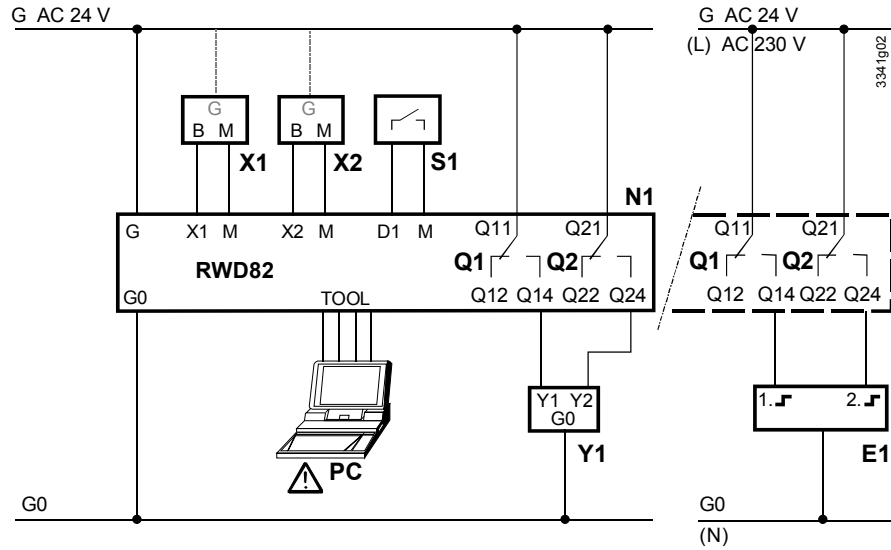 G AC 24 V
G AC 24 V
(L) AC 230 V
3341g02
G
G
B M
B M
X1
X2
S1
N1
G
X1 M
X2 M
D1 M
Q11
Q21
Q11
Q21
RWD82
Q1
Q2
Q1
Q2
G0
TOOL
Q12 Q14 Q22 Q24
Q12 Q14 Q22 Q24
Y1 Y2
G0
1.
2.
Y1
E1
PC
G0
G0
(N)